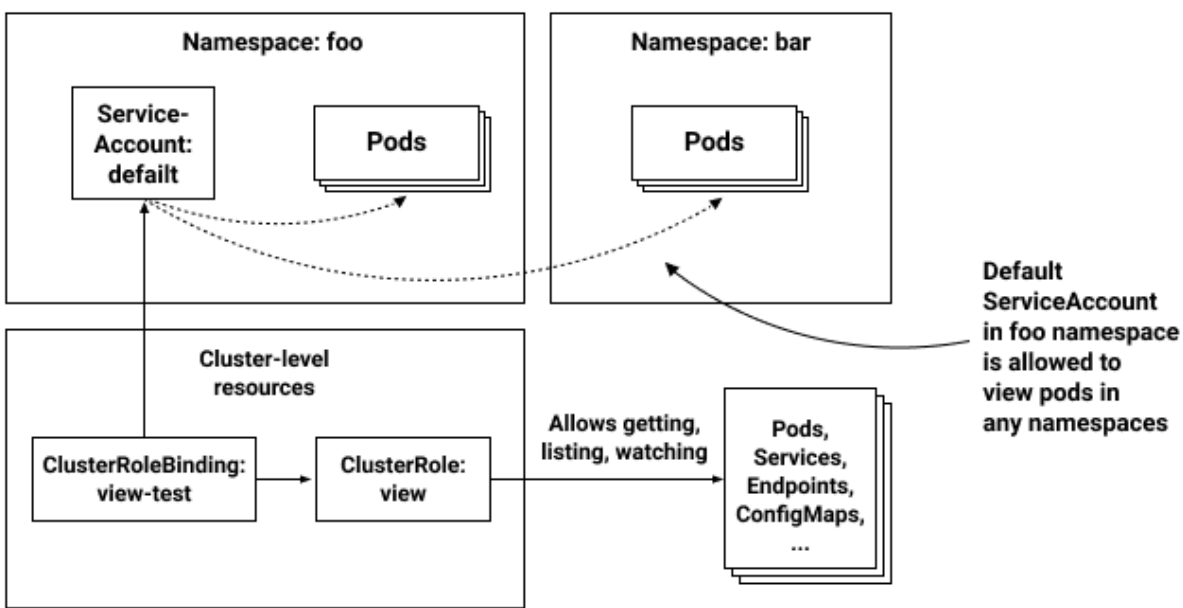 Namespace: foo
Service-
Account:
defailt
Pods
Namespace: bar
Pods
Default
ServiceAccount
in foo namespace
is allowed to
view pods in
any namespaces
Cluster-level
resources
ClusterRoleBinding:
view-test
ClusterRole:
view
Allows getting,
listing, watching
Pods,
Services,
Endpoints,
ConfigMaps,
...